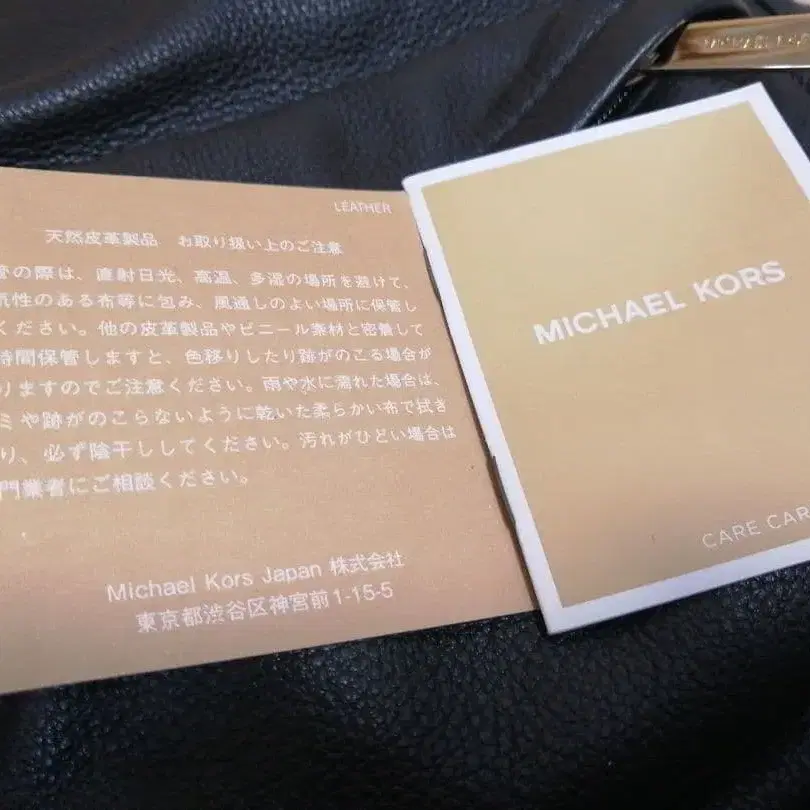 MICHAEL KORS
LEATHER
天然皮革製品 お取り扱い上のご注意
管の際は、直射日光、高温、多湿の場所を避けて、
気性のある布等に包み、風通しのよい場所に保管し
ください。他の皮革製品やビニール素材と密着して
時間保管しますと、色移りしたり跡がのこる場合が
りますのでご注意ください。雨や水に濡れた場合は、
ミや跡がのこらないように乾いた柔らかい布で拭き
り、必ず陰干ししてください。汚れがひどい場合は
門業者にご相談ください。
Michael Kors Japan 株式会社
東京都渋谷区神宮前1-15-5
MICHAEL KORS
CARE CAR